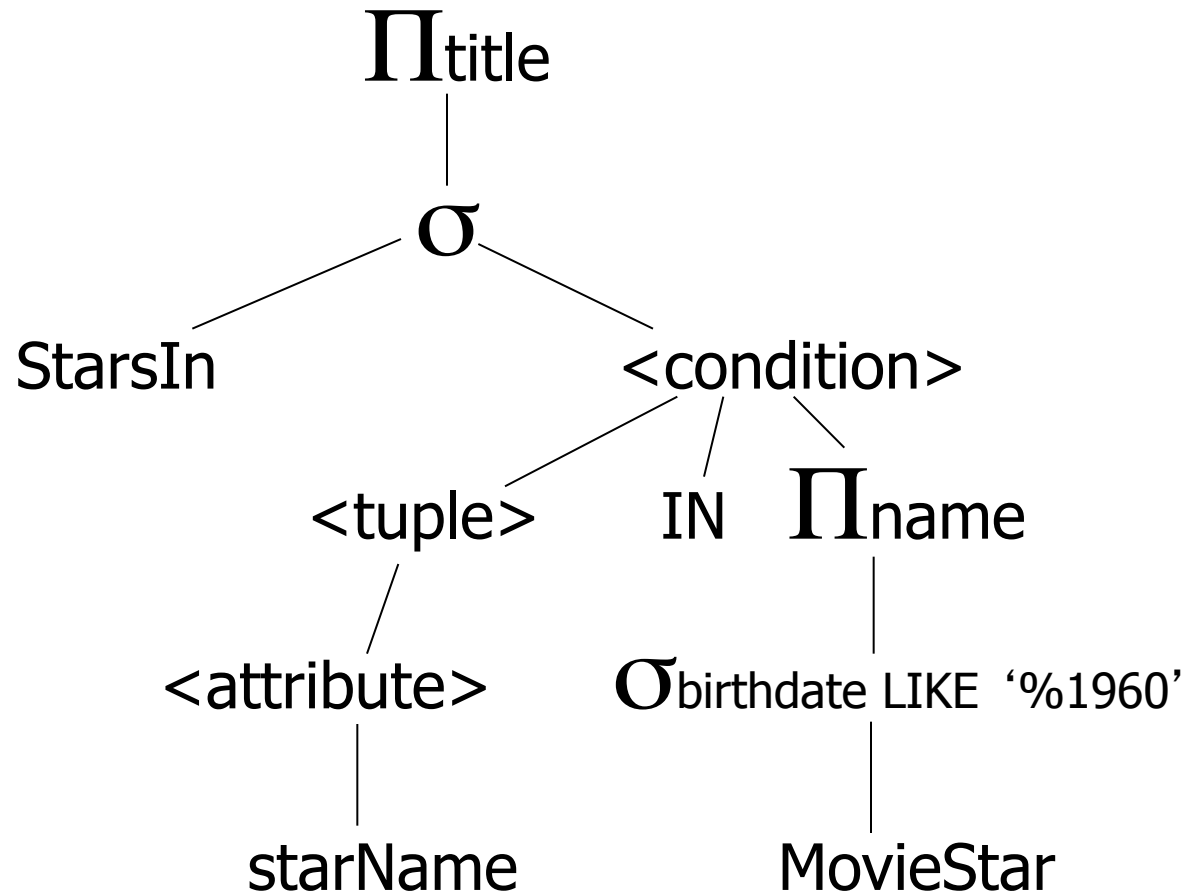 Πtitle
σ
StarsIn <condition>
<tuple> IN Πname
<attribute> σbirthdate LIKE ‘%1960’
starName MovieStar